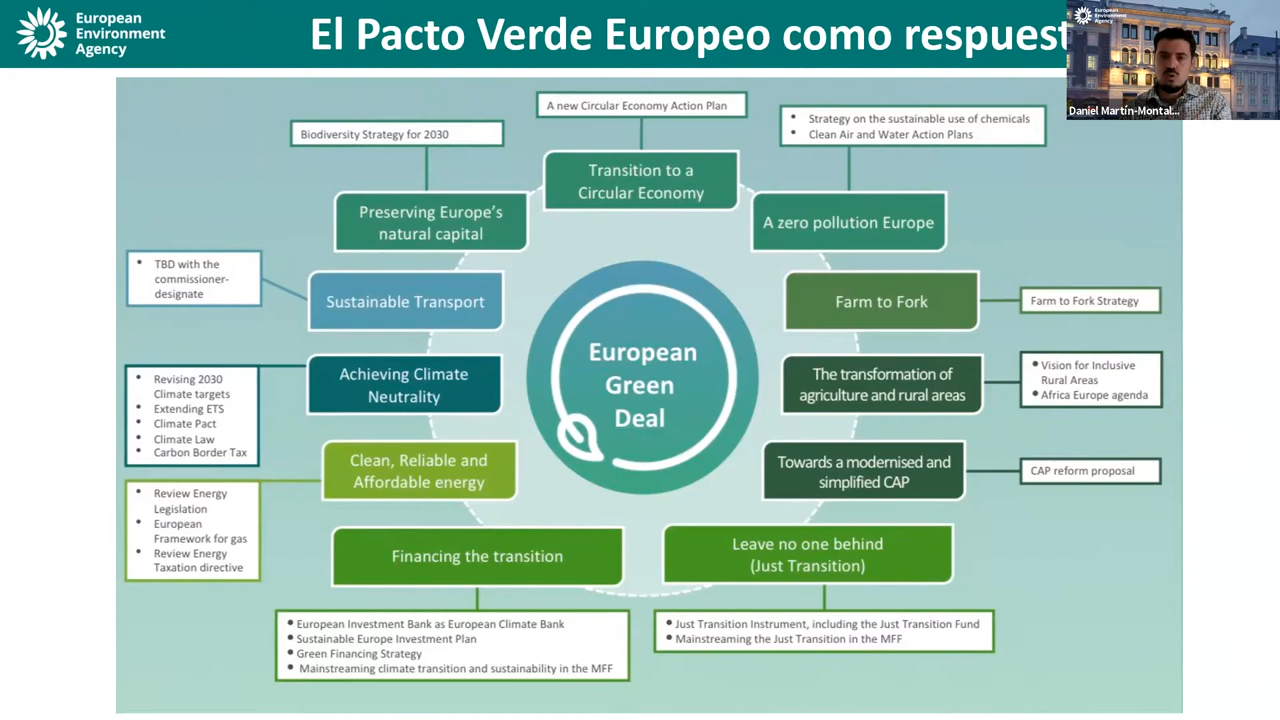 European
Environment
Agency
El Pacto Verde Europeo como respuest
European
Environment
Agency
Daniel Martín-Montal...
A new Circular Economy Action Plan
Biodiversity Strategy for 2030
• Strategy on the sustainable use of chemicals
• Clean Air and Water Action Plans
Transition to a
Circular Economy
Preserving Europe's
natural capital
A zero pollution Europe
• TBD with the
commissioner-
designate
Sustainable Transport
Farm to Fork
Farm to Fork Strategy
European
Green
Deal
• Revising 2030
Climate targets
• Extending ETS
• Climate Pact
• Climate Law
• Carbon Border Tax
Achieving Climate
Neutrality
The transformation of
agriculture and rural areas
• Vision for Inclusive
Rural Areas
• Africa Europe agenda
Clean, Reliable and
Affordable energy
Towards a modernised and
simplified CAP
CAP reform proposal
• Review Energy
Legislation
• European
Framework for gas
• Review Energy
Taxation directive
Financing the transition
Leave no one behind
(Just Transition)
• European Investment Bank as European Climate Bank
• Sustainable Europe Investment Plan
• Green Financing Strategy
• Mainstreaming climate transition and sustainability in the MFF
• Just Transition Instrument, including the Just Transition Fund
• Mainstreaming the Just Transition in the MFF